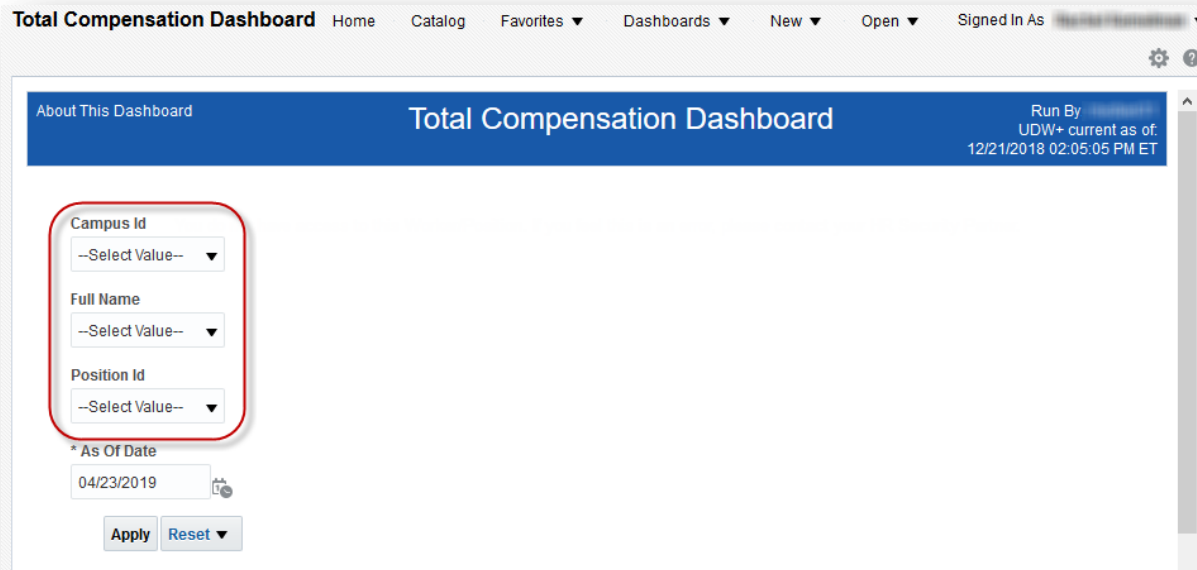 Total Compensation Dashboard Home Catalog Favorites Dashboards New Open Signed In As
About This Dashboard
Total Compensation Dashboard
Run By
UDW+ current as of:
12/21/2018 02:05:05 PM ET
Campus Id
--Select Value--
Full Name
--Select Value--
Position Id
--Select Value--
* As Of Date
04/23/2019
Apply Reset